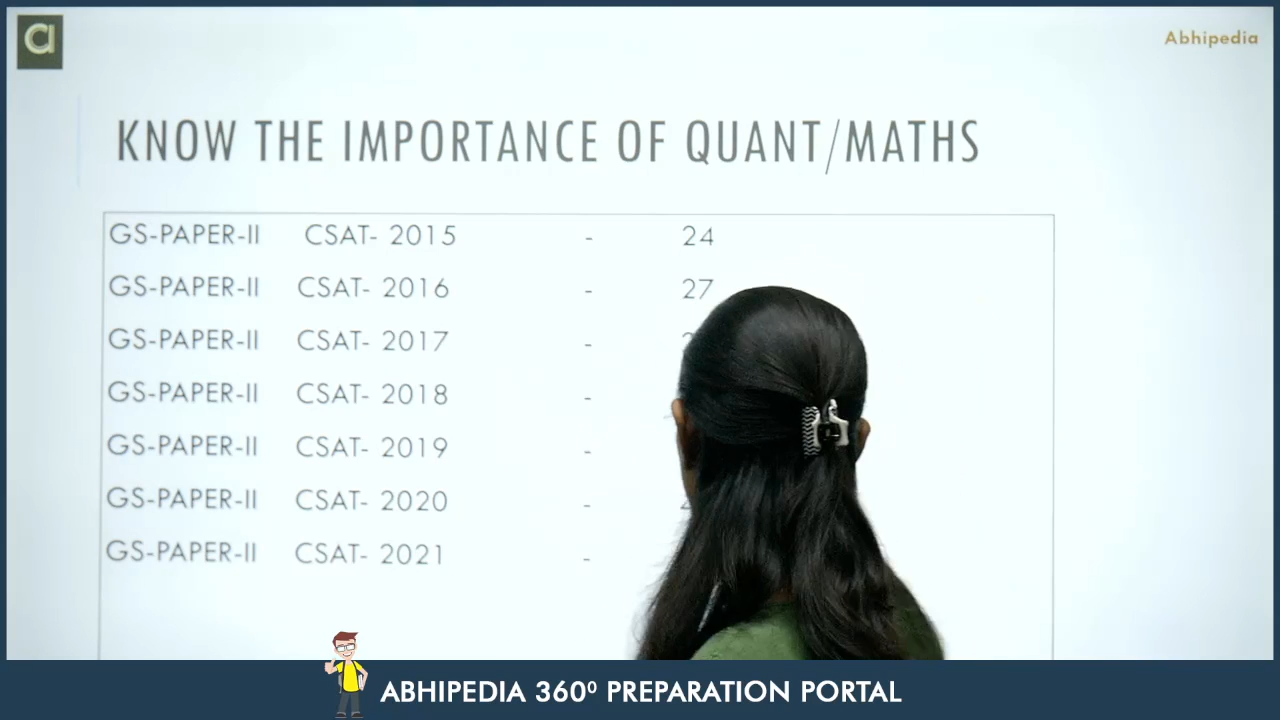 a
Abhipedia
KNOW THE IMPORTANCE OF QUANT/MATHS
GS-PAPER-II CSAT- 2015 - 24
GS-PAPER-II CSAT- 2016 - 27
GS-PAPER-II CSAT- 2017 -
GS-PAPER-II CSAT- 2018 -
GS-PAPER-II CSAT- 2019 -
GS-PAPER-II CSAT- 2020 -
GS-PAPER-II CSAT- 2021 -
ABHIPEDIA 360⁰ PREPARATION PORTAL